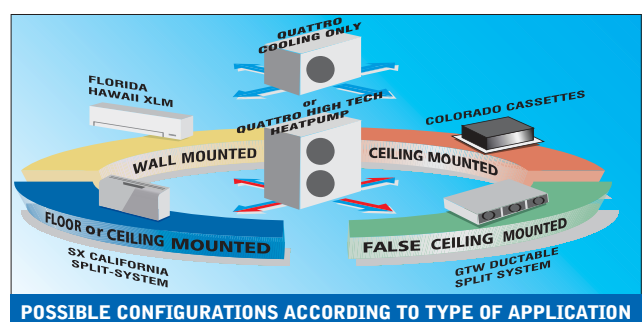 QUATTRO
COOLING ONLY
or
QUATTRO HIGH TECH
HEATPUMP
FLORIDA
HAWAII XLM
WALL MOUNTED
COLORADO CASSETTES
CEILING MOUNTED
FLOOR or CEILING MOUNTED
SX CALIFORNIA
SPLIT-SYSTEM
FALSE CEILING MOUNTED
GTW DUCTABLE
SPLIT SYSTEM
POSSIBLE CONFIGURATIONS ACCORDING TO TYPE OF APPLICATION